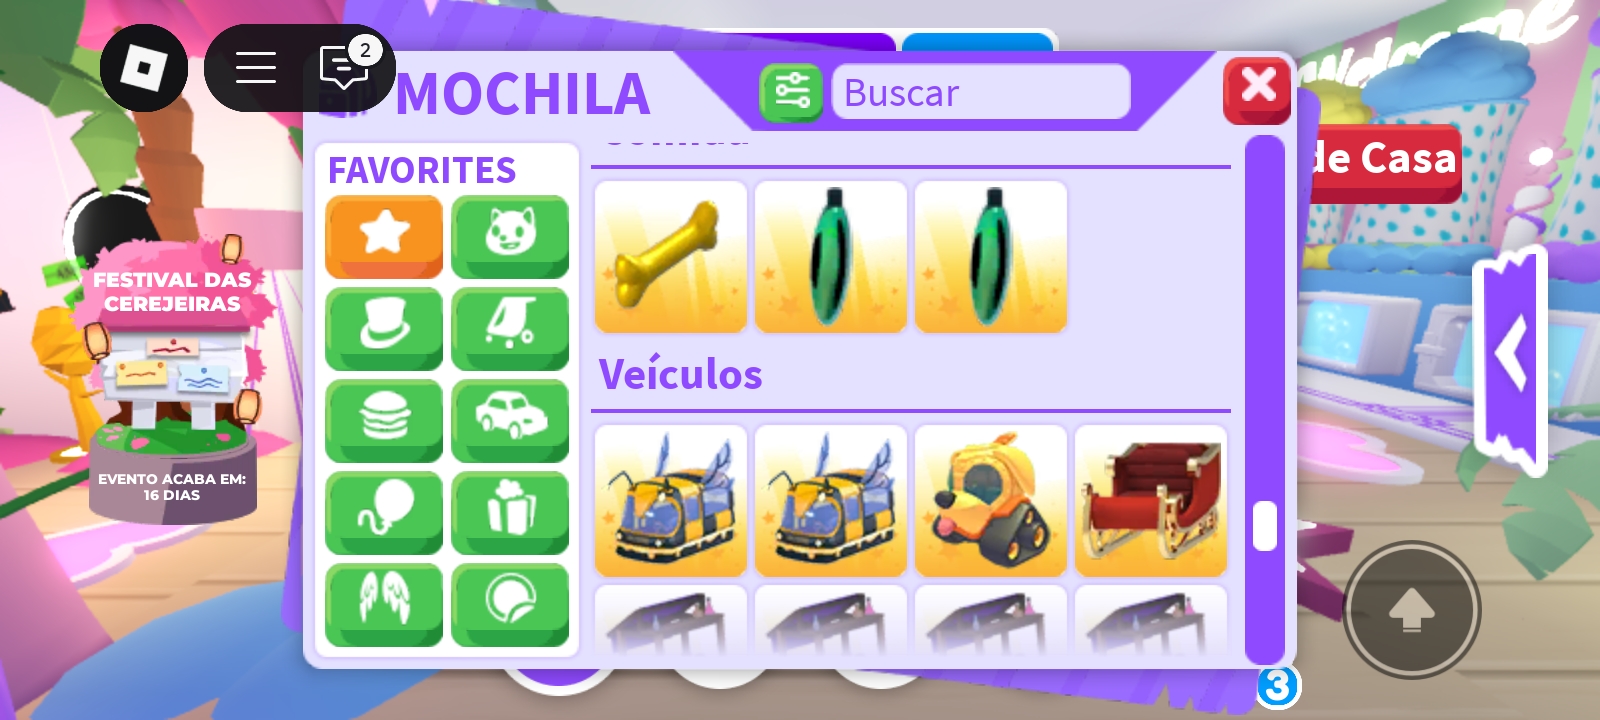 2
MOCHILA
Buscar
de Casa
FAVORITES
FESTIVAL DAS
CEREJEIRAS
EVENTO ACABA EM:
16 DIAS
Veículos
3